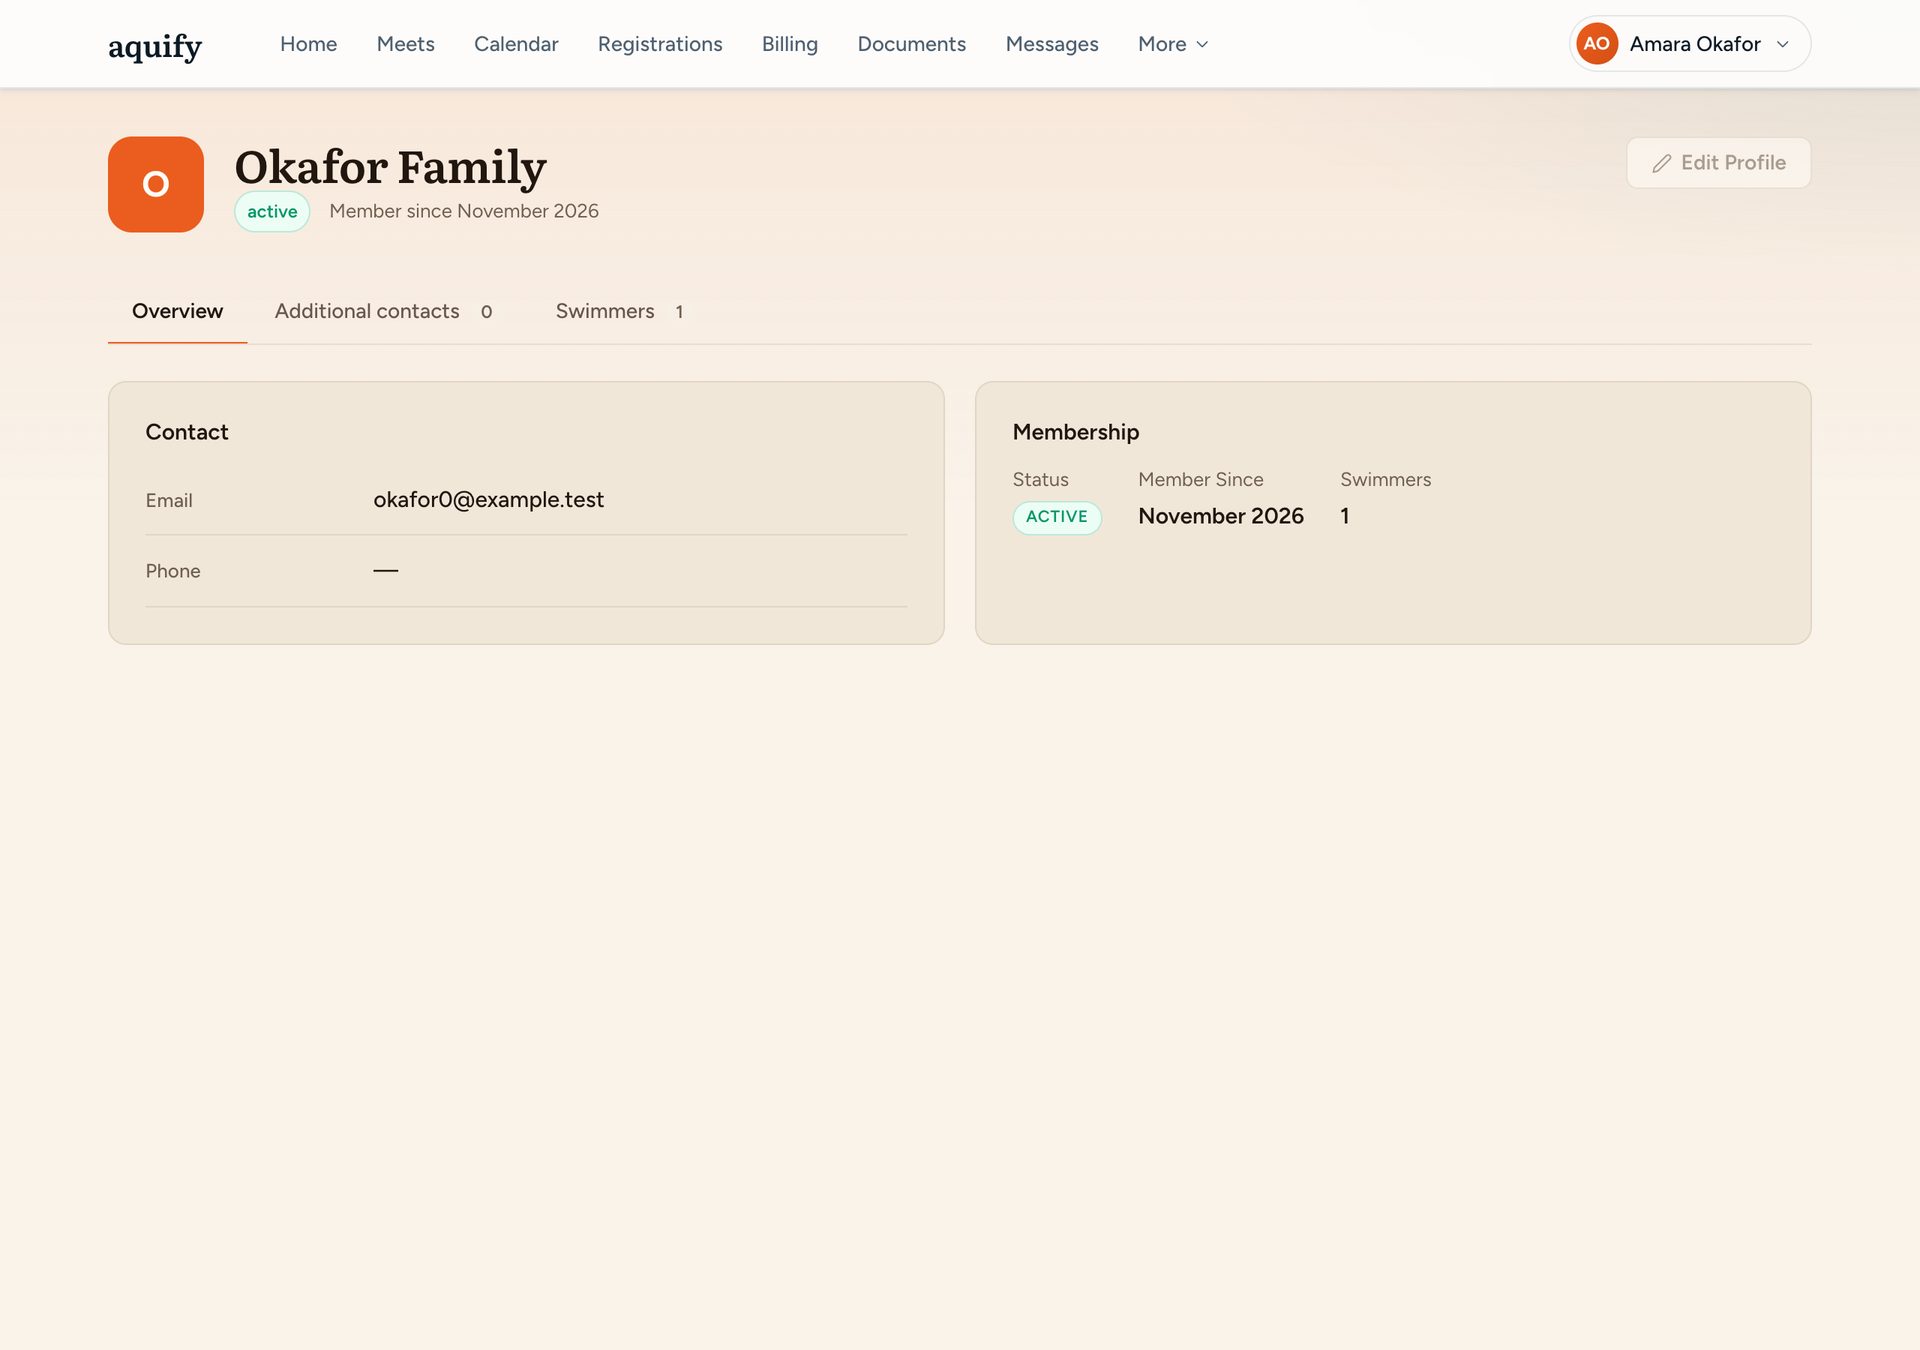 aquify Home Meets Calendar Registrations Billing Documents Messages More AO Amara Okafor
O
Okafor Family
active Member since November 2026
Edit Profile
Overview Additional contacts 0 Swimmers 1
Contact
Email okafor0@example.test
Phone —
Membership
Status Member Since Swimmers
ACTIVE November 2026 1